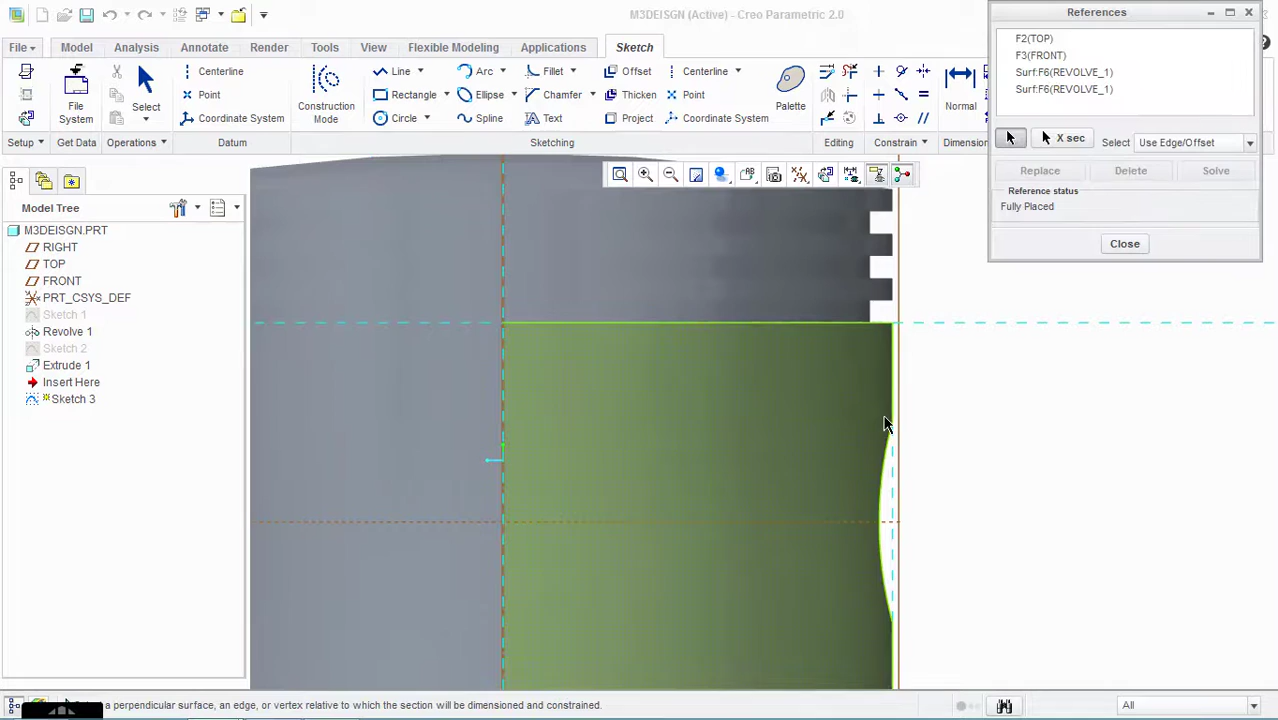 M3DEISGN (Active) - Creo Parametric 2.0
File
Model
Analysis
Annotate
Render
Tools
View
Flexible Modeling
Applications
Sketch
File
System
Select
Centerline
Point
Coordinate System
Construction
Mode
Line
Rectangle
Circle
Arc
Ellipse
Spline
Fillet
Chamfer
Text
Offset
Thicken
Project
Centerline
Point
Coordinate System
Palette
Normal
Setup
Get Data
Operations
Datum
Sketching
Editing
Constrain
Dimension
References
F2(TOP)
F3(FRONT)
Surf:F6(REVOLVE_1)
Surf:F6(REVOLVE_1)
X sec
Select
Use Edge/Offset
Replace
Delete
Solve
Reference status
Fully Placed
Close
Model Tree
M3DEISGN.PRT
RIGHT
TOP
FRONT
PRT_CSYS_DEF
Sketch 1
Revolve 1
Sketch 2
Extrude 1
Insert Here
Sketch 3
a perpendicular surface, an edge, or vertex relative to which the section will be dimensioned and constrained.
All